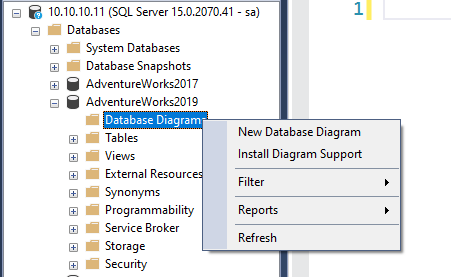 10.10.10.11 (SQL Server 15.0.2070.41 - sa)
1
Databases
System Databases
Database Snapshots
AdventureWorks2017
AdventureWorks2019
Database Diagrams
New Database Diagram
Tables
Install Diagram Support
Views
External Resources
Filter
Synonyms
Programmability
Reports
Service Broker
Storage
Refresh
Security